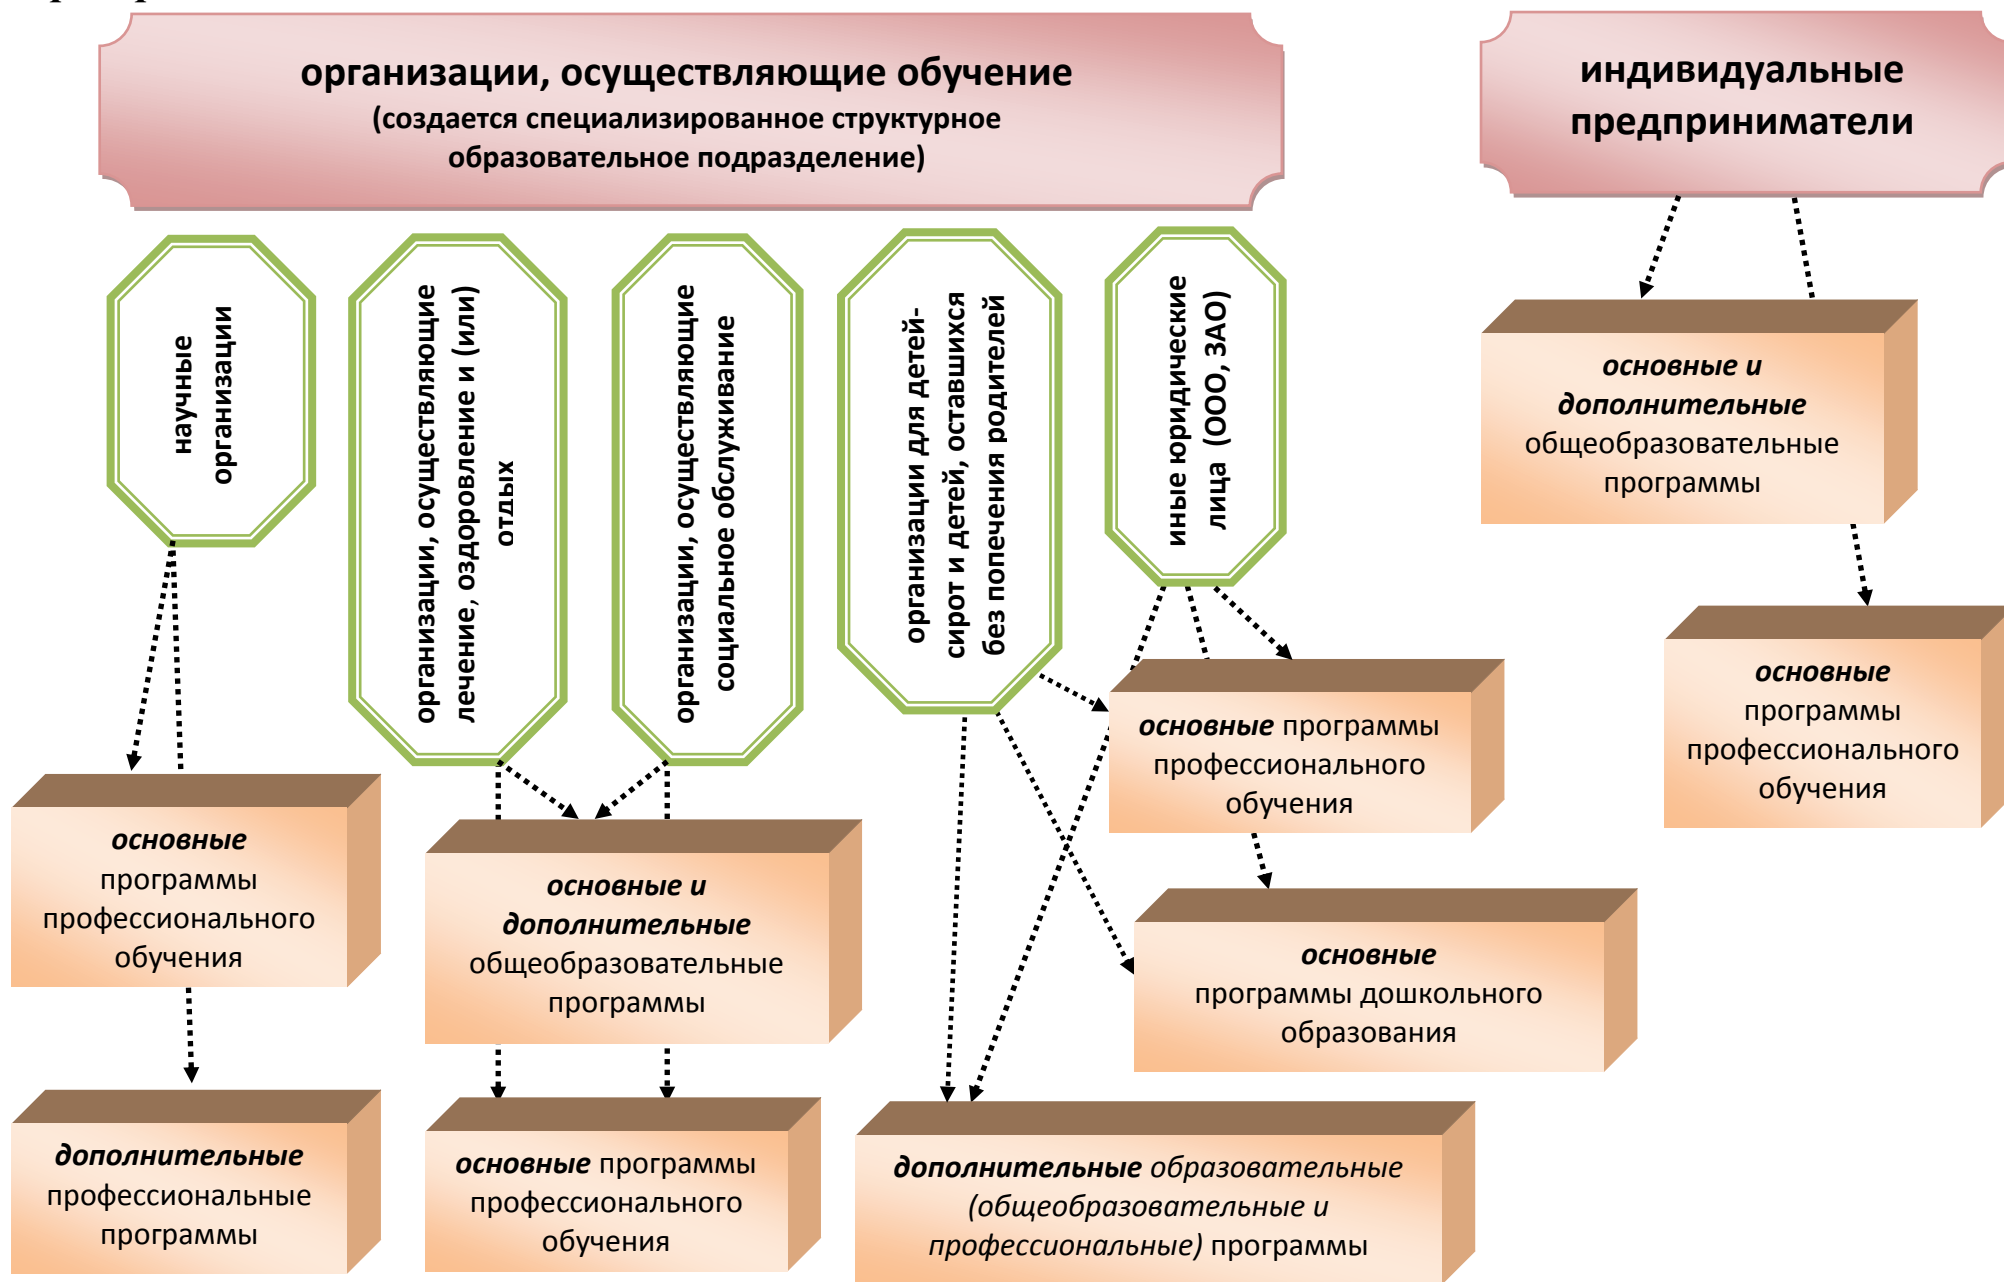 организации, осуществляющие обучение
(создается специализированное структурное
образовательное подразделение)
индивидуальные
предприниматели
научные
организации
организации, осуществляющие
лечение, оздоровление и (или)
отдых
организации, осуществляющие
социальное обслуживание
организации для детей-
сирот и детей, оставшихся
без попечения родителей
иные юридические
лица (ООО, ЗАО)
основные и
дополнительные
общеобразовательные
программы
основные
программы
профессионального
обучения
основные программы
профессионального
обучения
основные
программы
профессионального
обучения
основные и
дополнительные
общеобразовательные
программы
основные
программы дошкольного
образования
дополнительные
профессиональные
программы
основные программы
профессионального
обучения
дополнительные образовательные
(общеобразовательные и
профессиональные) программы